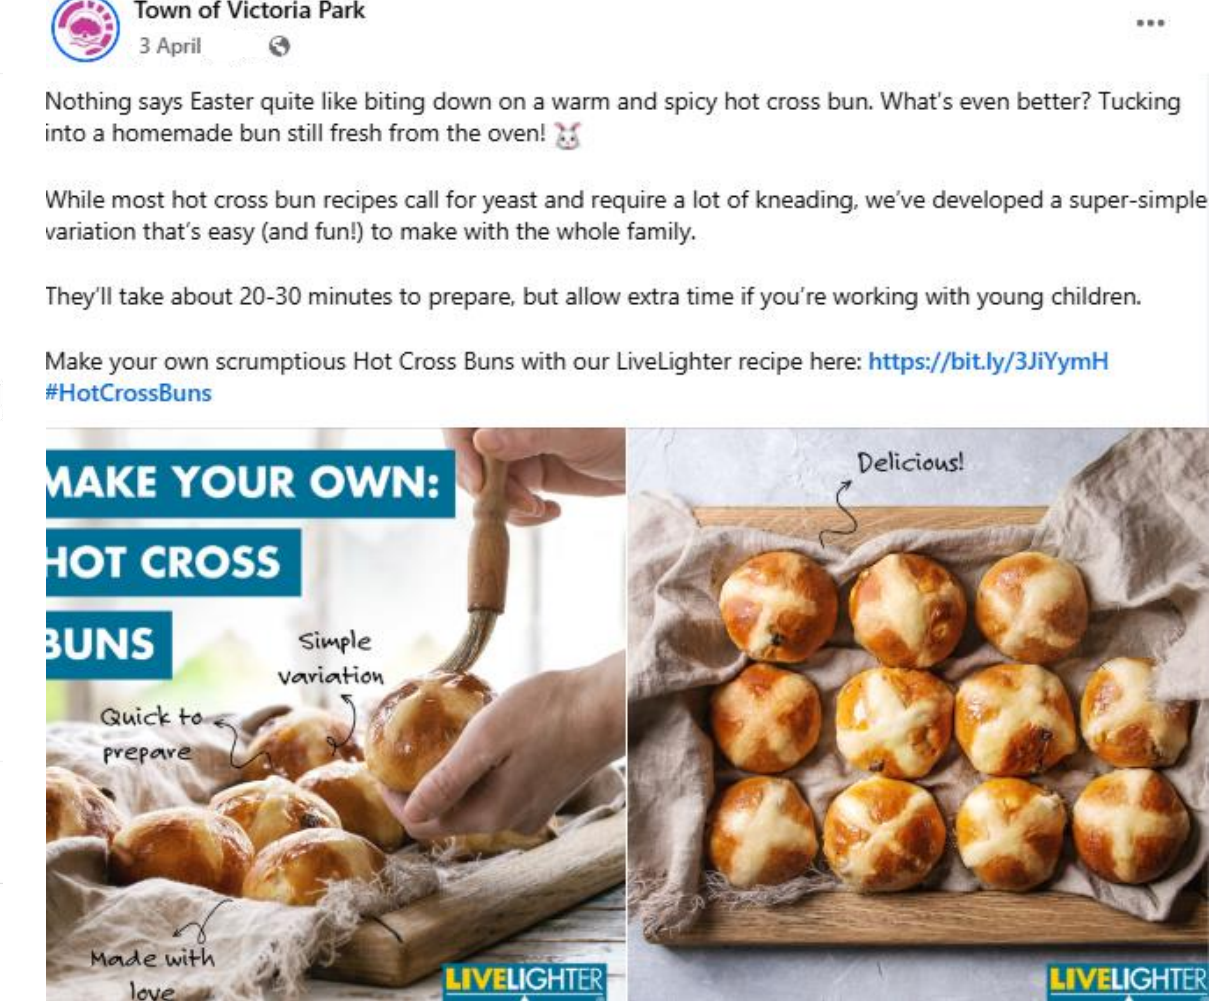 Town of Victoria Park
3 April
Nothing says Easter quite like biting down on a warm and spicy hot cross bun. What's even better? Tucking
into a homemade bun still fresh from the oven! 🐰
While most hot cross bun recipes call for yeast and require a lot of kneading, we've developed a super-simple
variation that's easy (and fun!) to make with the whole family.
They'll take about 20-30 minutes to prepare, but allow extra time if you're working with young children.
Make your own scrumptious Hot Cross Buns with our LiveLighter recipe here: https://bit.ly/3JiYymH
#HotCrossBuns
MAKE YOUR OWN:
HOT CROSS
BUNS
Simple
variation
Quick to
prepare
Made with
love
LIVELIGHTER
Delicious!
LIVELIGHTER